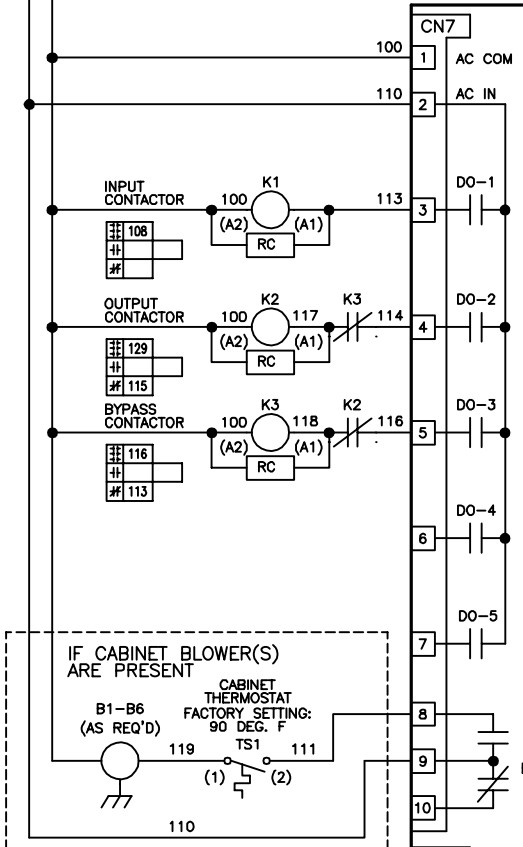 CN7
100 1 AC COM
110 2 AC IN
INPUT
CONTACTOR
K1
100 113 3 DO-1
(A2) (A1)
RC
108
OUTPUT
CONTACTOR
K2 K3
100 117 114 4 DO-2
(A2) (A1)
RC
129
115
BYPASS
CONTACTOR
K3 K2
100 118 116 5 DO-3
(A2) (A1)
RC
116
113
6 DO-4
7 DO-5
IF CABINET BLOWER(S)
ARE PRESENT
CABINET
THERMOSTAT
FACTORY SETTING:
90 DEG. F
B1-B6
(AS REQ'D)
TS1
119 111 8
(1) (2)
9
10
110